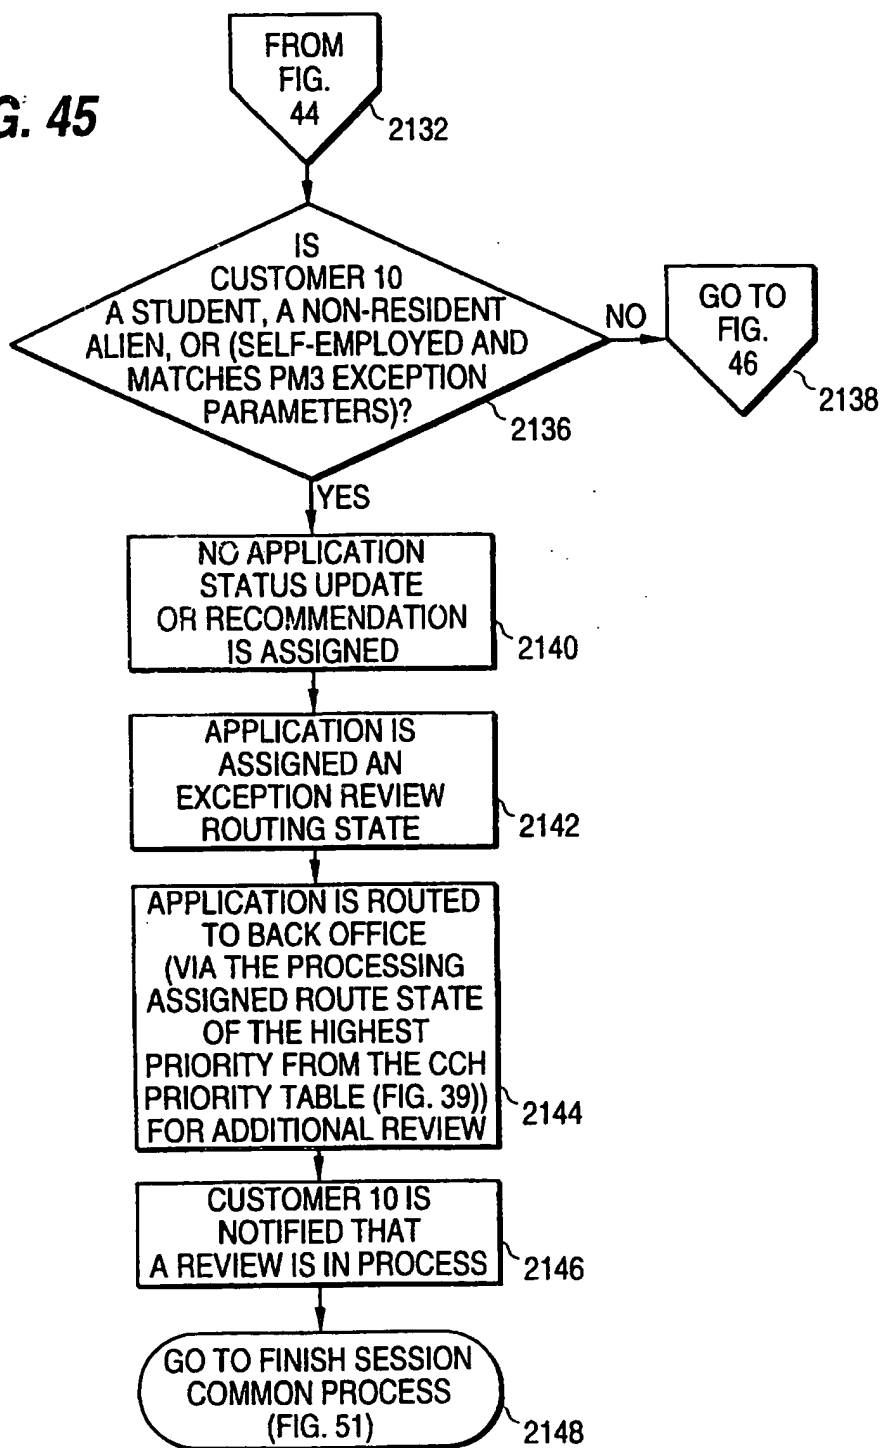 G. 45
FROM
FIG.
44
2132
IS
CUSTOMER 10
A STUDENT, A NON-RESIDENT
ALIEN, OR (SELF-EMPLOYED AND
MATCHES PM3 EXCEPTION
PARAMETERS)?
2136
NO
GO TO
FIG.
46
2138
YES
NO APPLICATION
STATUS UPDATE
OR RECOMMENDATION
IS ASSIGNED
2140
APPLICATION IS
ASSIGNED AN
EXCEPTION REVIEW
ROUTING STATE
2142
APPLICATION IS ROUTED
TO BACK OFFICE
(VIA THE PROCESSING
ASSIGNED ROUTE STATE
OF THE HIGHEST
PRIORITY FROM THE CCH
PRIORITY TABLE (FIG. 39))
FOR ADDITIONAL REVIEW
2144
CUSTOMER 10 IS
NOTIFIED THAT
A REVIEW IS IN PROCESS
2146
GO TO FINISH SESSION
COMMON PROCESS
(FIG. 51)
2148